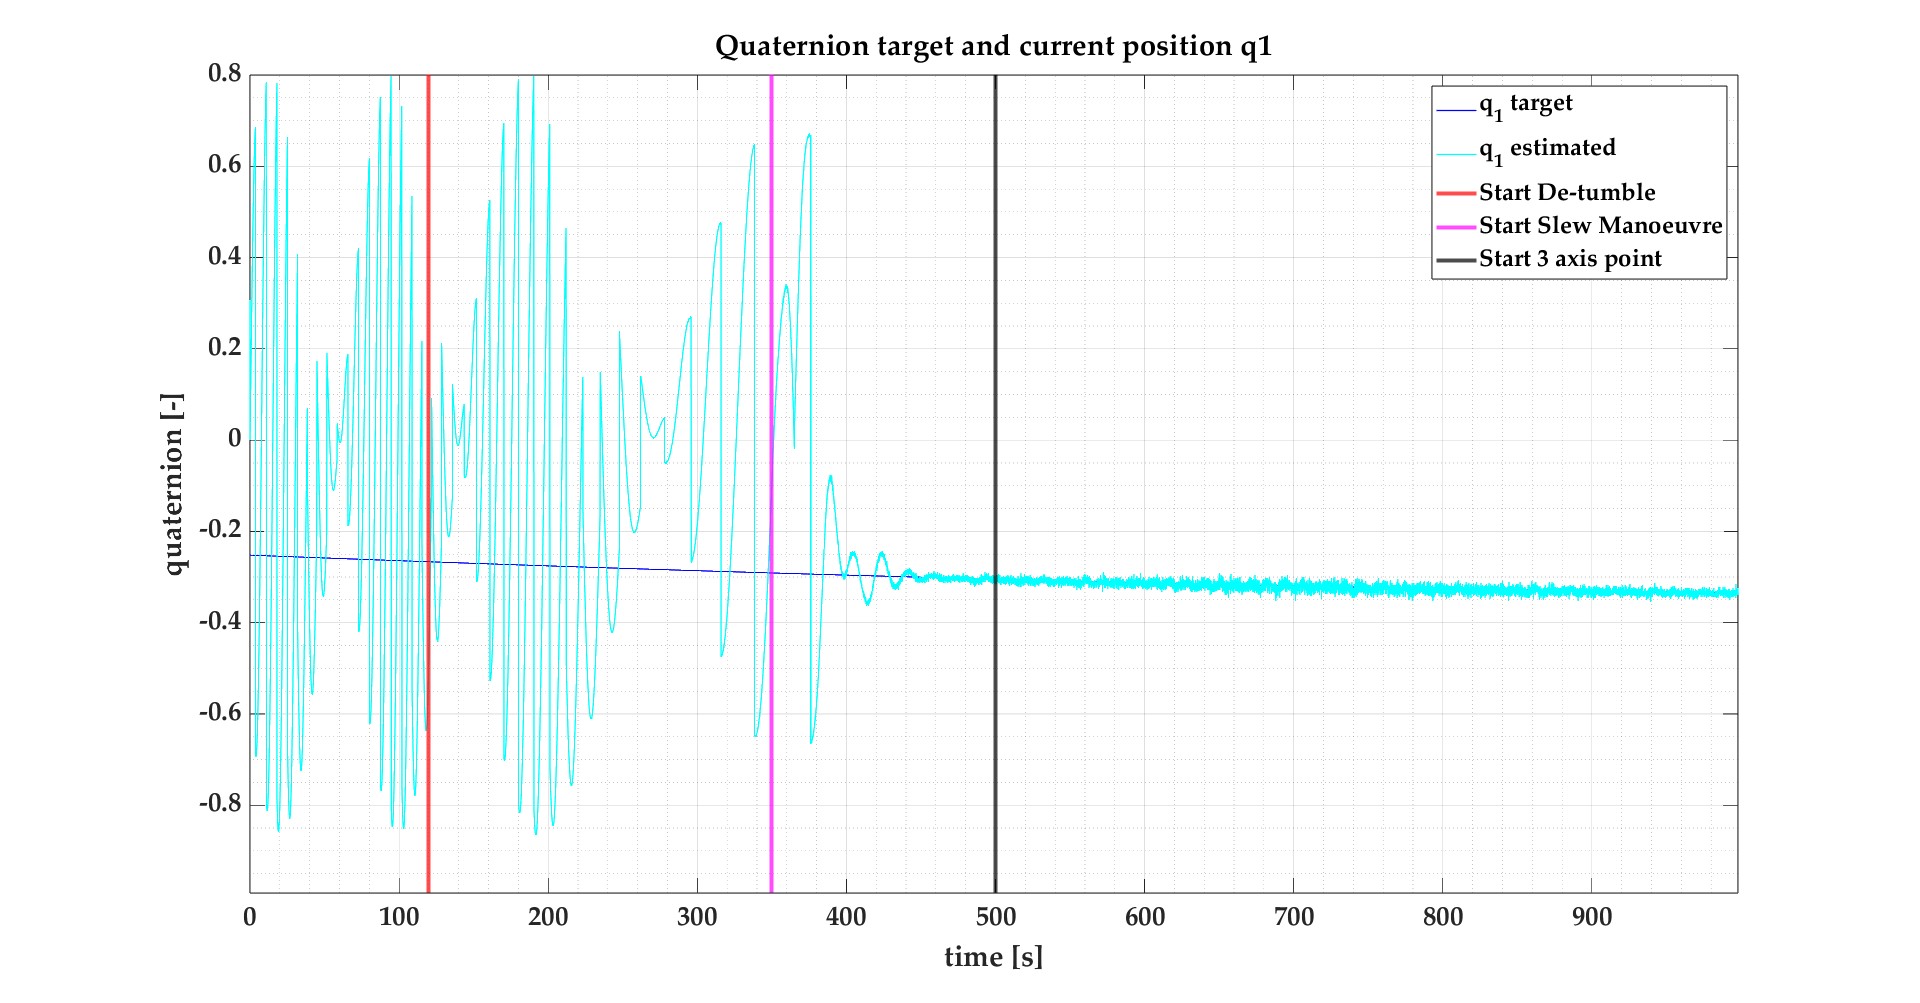 Quaternion target and current position q1
0.8
0.6
0.4
0.2
0
-0.2
-0.4
-0.6
-0.8
quaternion [-]
0 100 200 300 400 500 600 700 800 900
time [s]
q1 target
q1 estimated
Start De-tumble
Start Slew Manoeuvre
Start 3 axis point